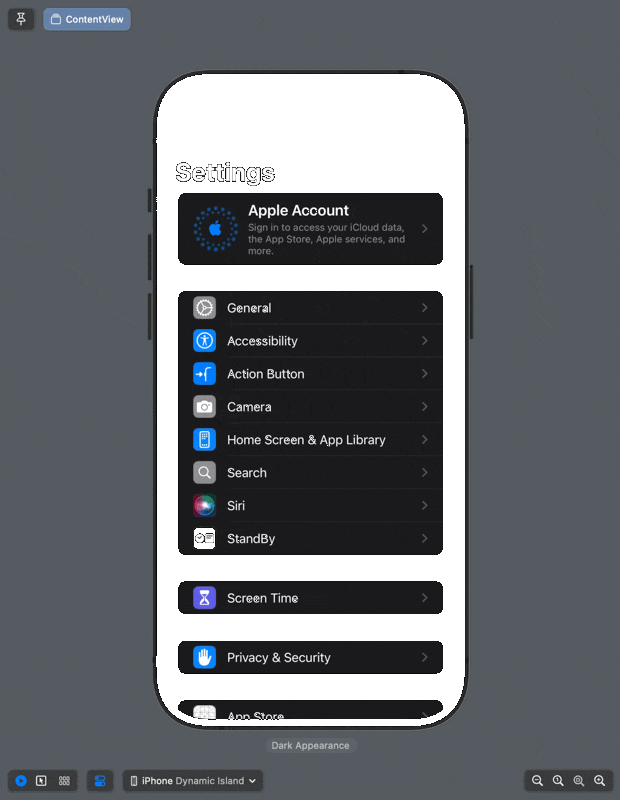 ContentView
Settings
Apple Account
Sign in to access your iCloud data,
the App Store, Apple services, and
more.
General
Accessibility
Action Button
Camera
Home Screen & App Library
Search
Siri
StandBy
Screen Time
Privacy & Security
App Store
Dark Appearance
iPhone Dynamic Island